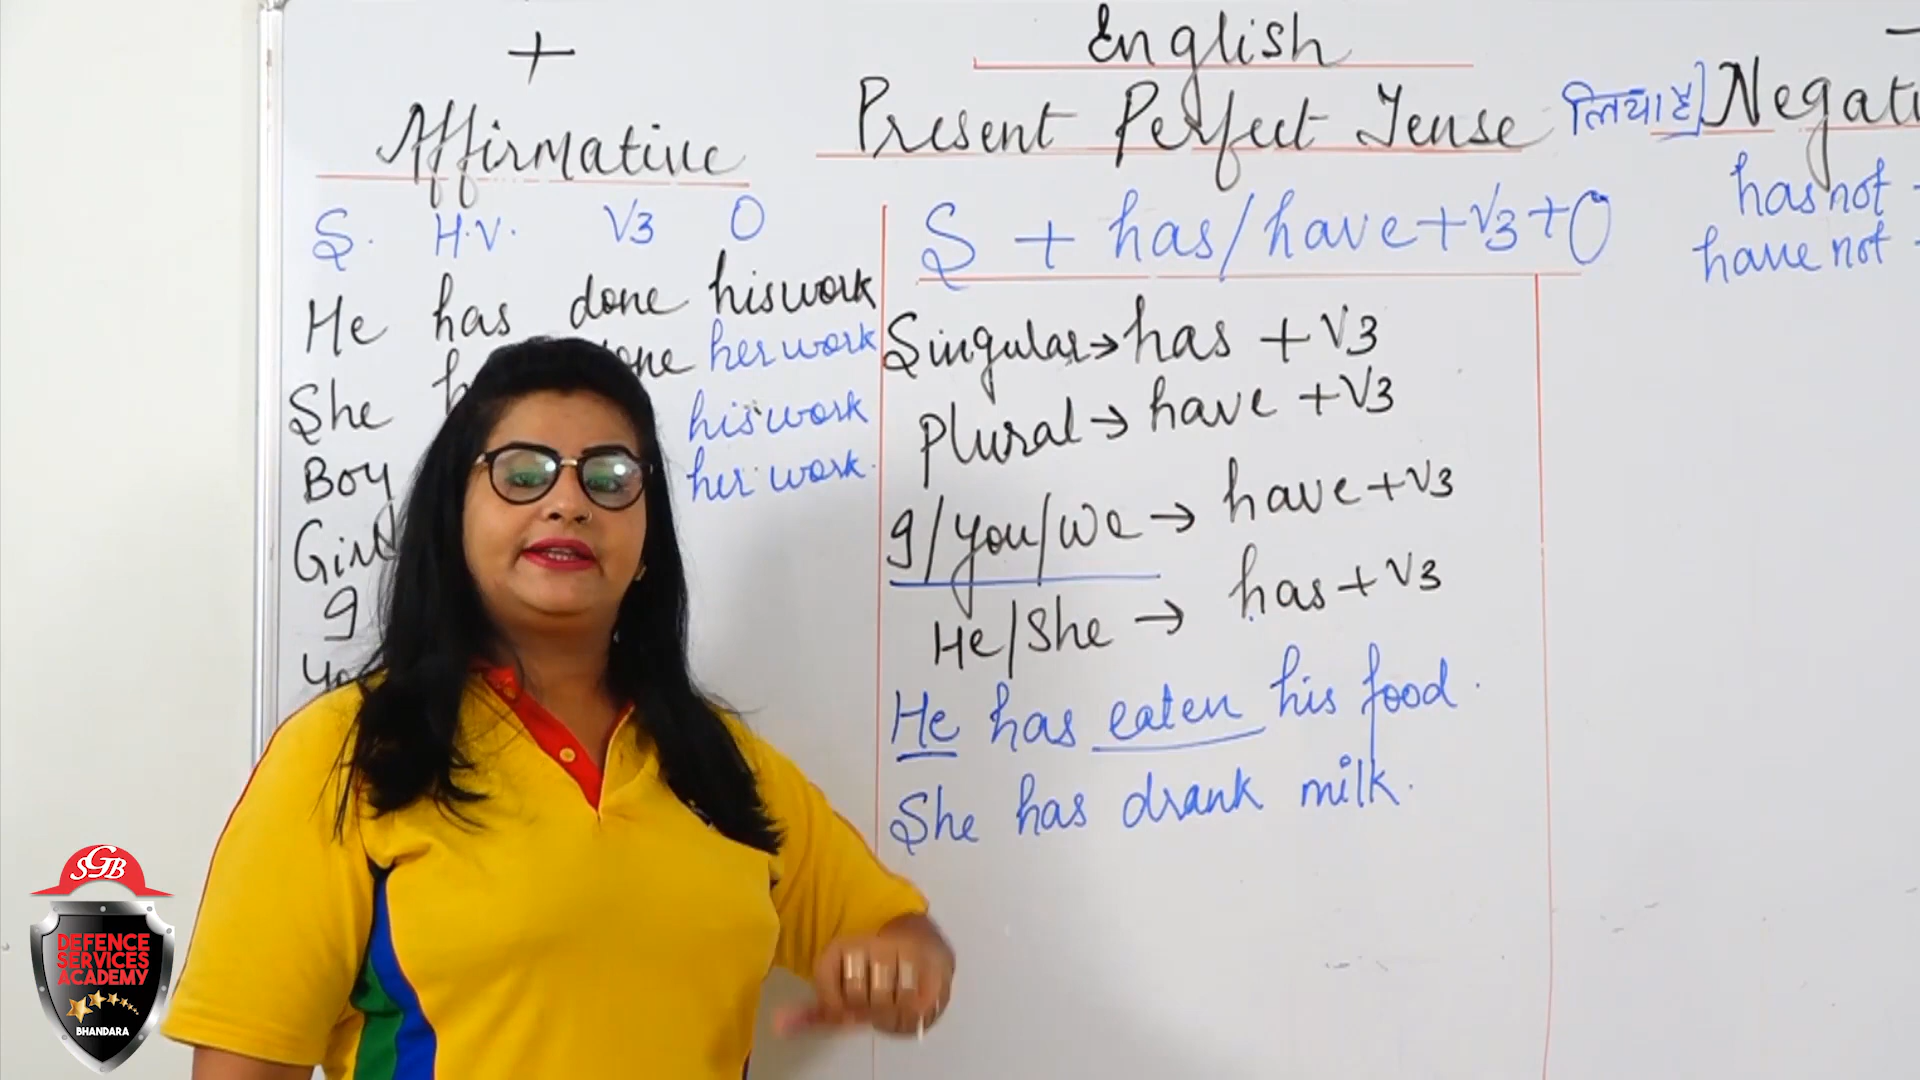 +
English
Affirmative
Present Perfect Tense लिया है] Negati
S. H.V. V3 O
S + has/have+V3+O
has not
have not
He has done his work
She her work
Boy his work
Girl her work.
9
Singular→has + V3
Plural→have +V3
9/You/We→ have+V3
He/She → has+V3
He has eaten his food.
She has drank milk.
SGB
DEFENCE
SERVICES
ACADEMY
BHANDARA